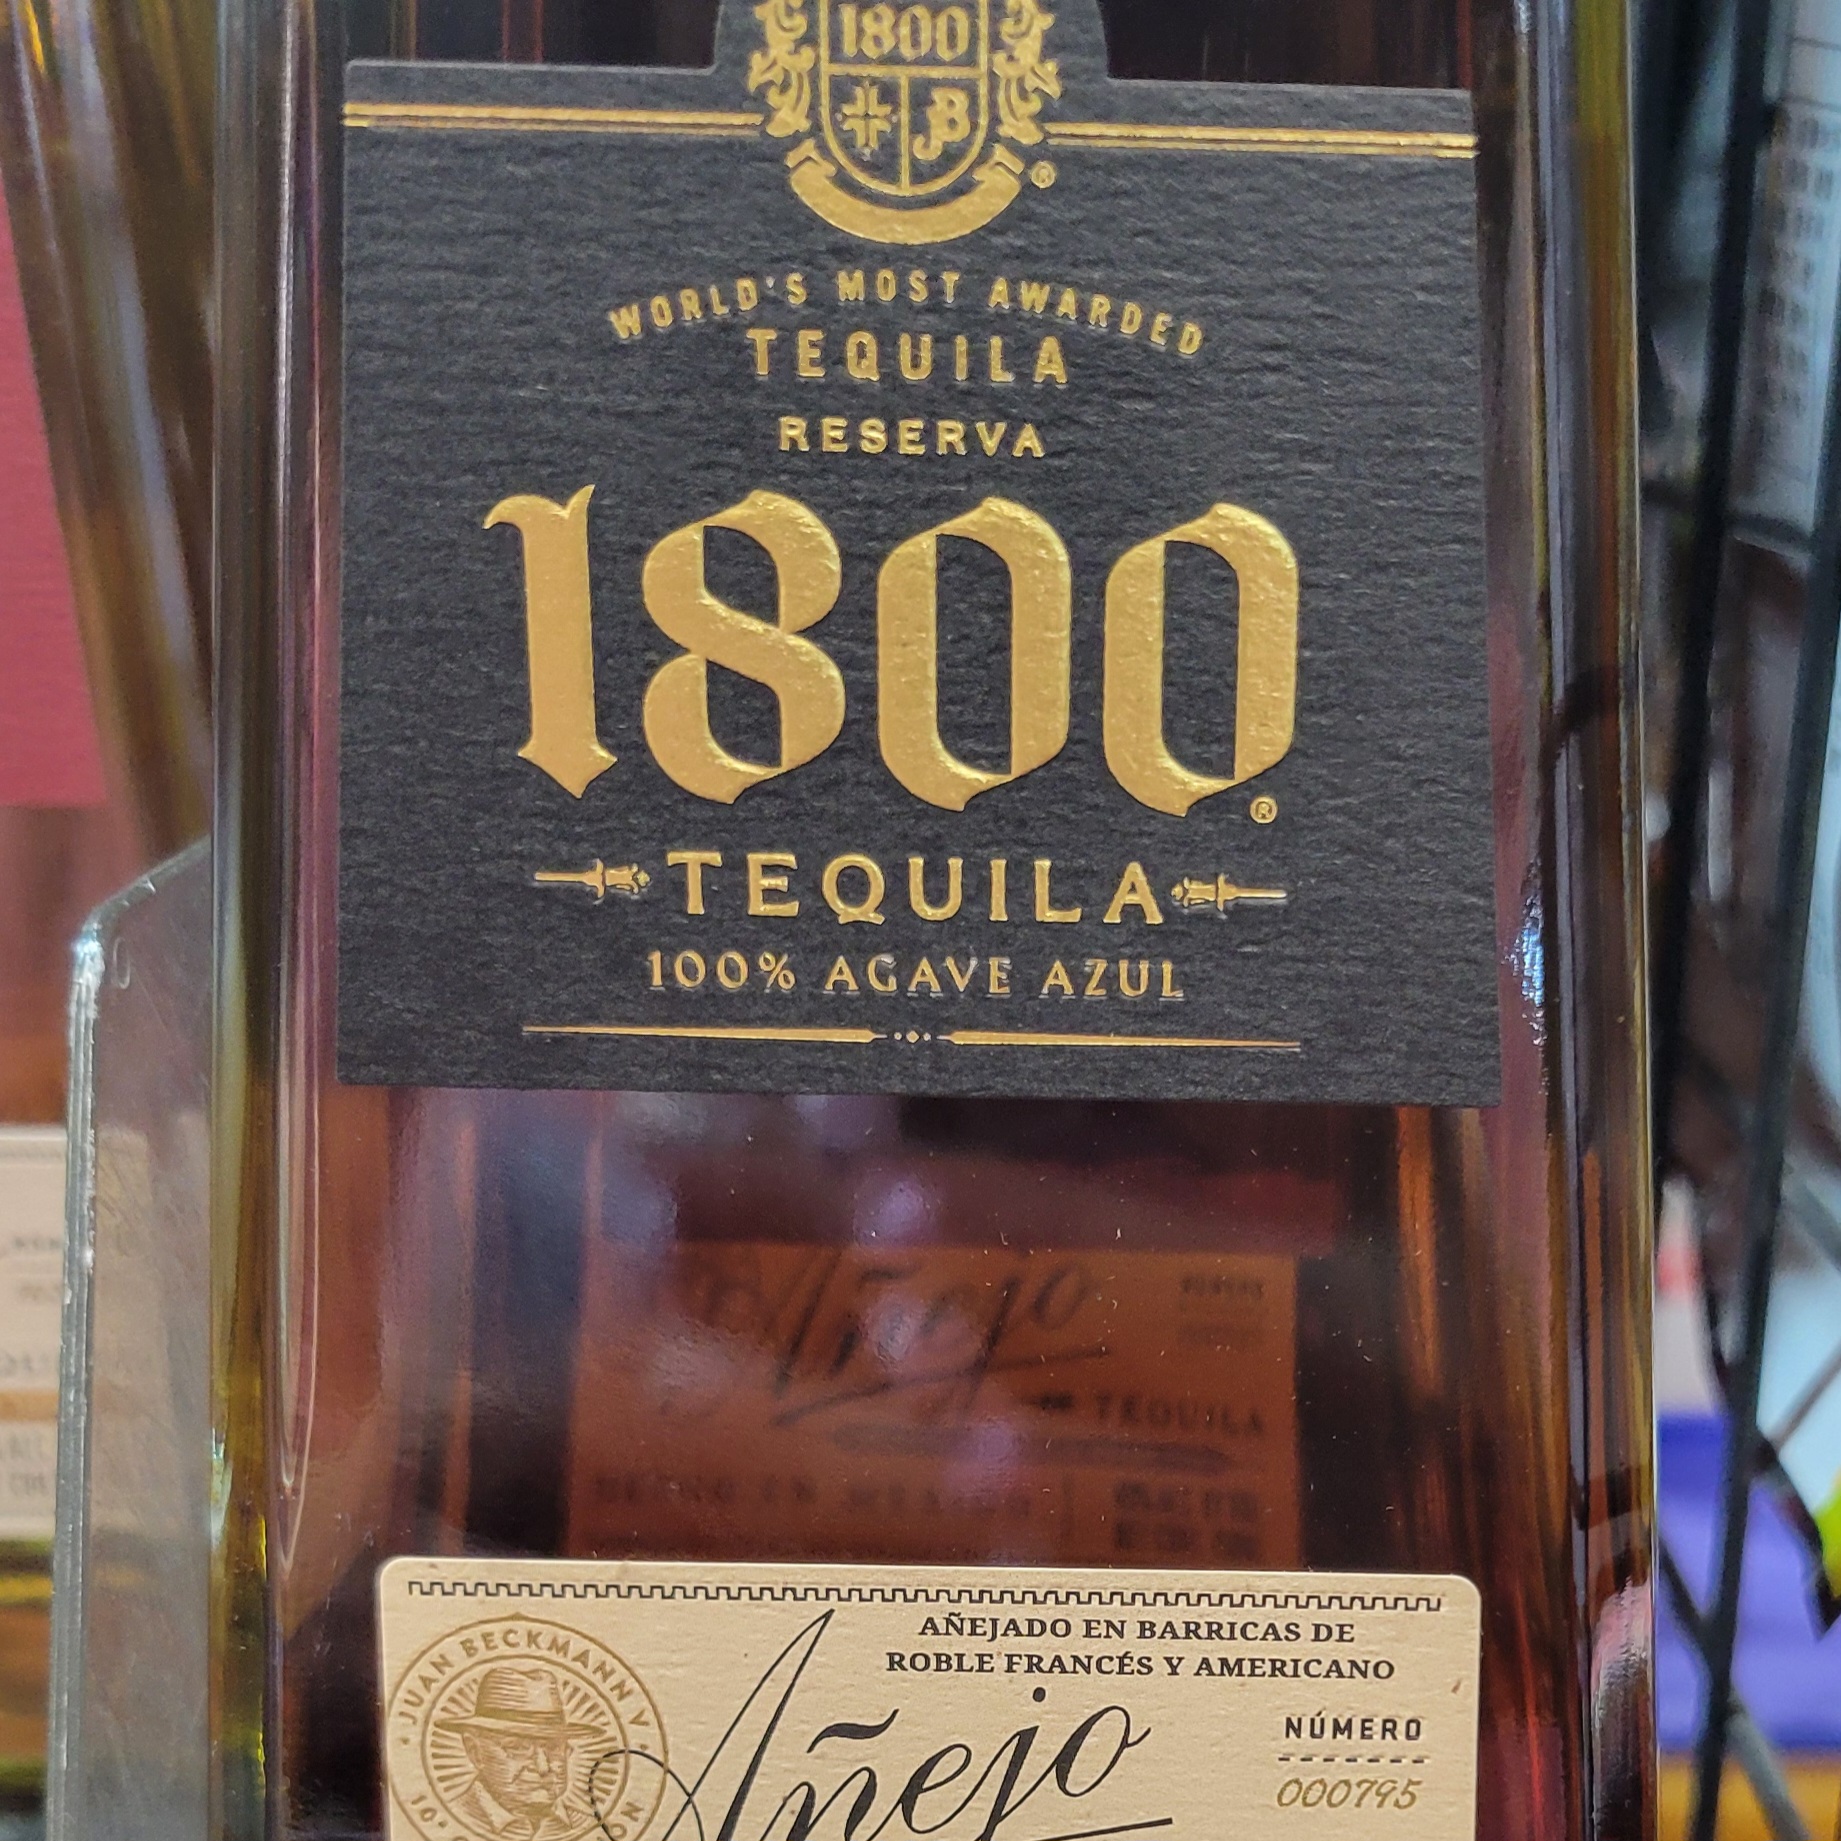 1800
JB
®
WORLD'S MOST AWARDED
TEQUILA
RESERVA
1800
®
TEQUILA
100% AGAVE AZUL
Añejo
TEQUILA
AÑEJADO EN BARRICAS DE
ROBLE FRANCÉS Y AMERICANO
JUAN BECKMANN V.
Añejo
NÚMERO
000795